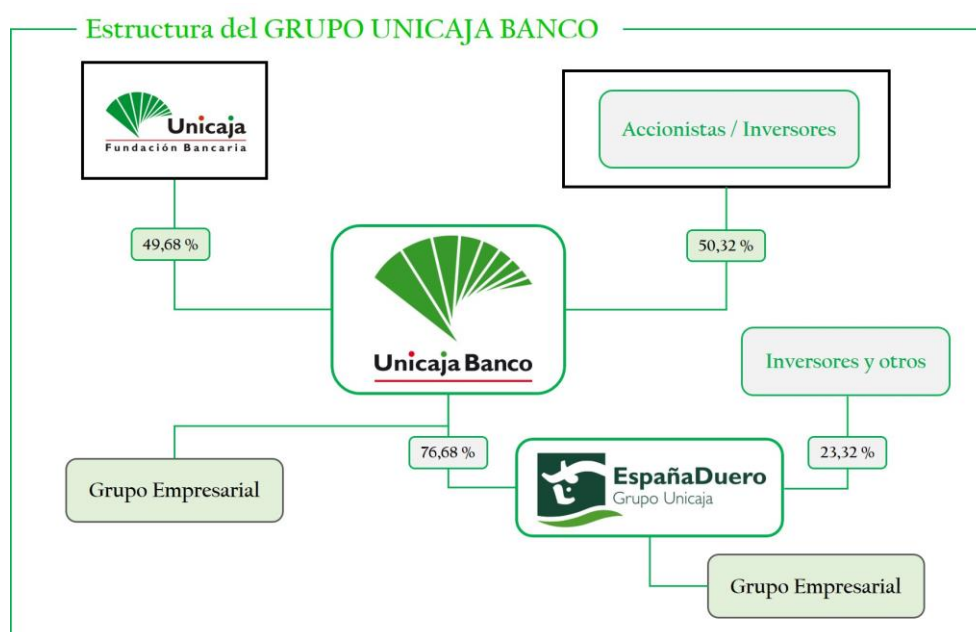 Estructura del GRUPO UNICAJA BANCO
Unicaja
Fundación Bancaria
Accionistas / Inversores
49,68 %
50,32 %
Unicaja Banco
Inversores y otros
76,68 %
23,32 %
Grupo Empresarial
EspañaDuero
Grupo Unicaja
Grupo Empresarial